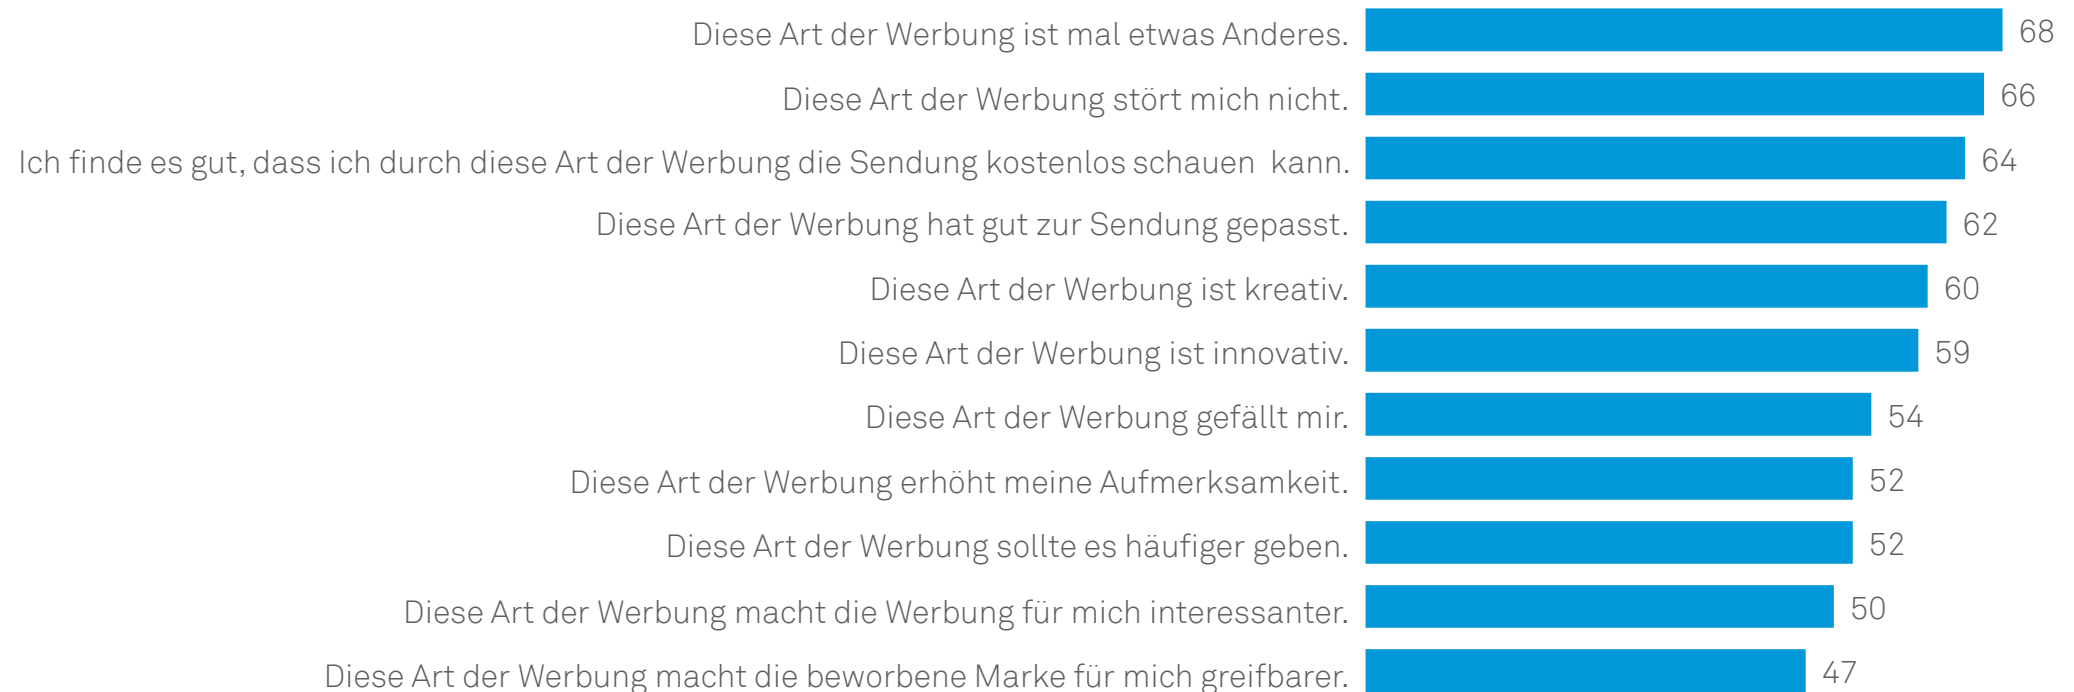 Diese Art der Werbung ist mal etwas Anderes. 68
Diese Art der Werbung stört mich nicht. 66
Ich finde es gut, dass ich durch diese Art der Werbung die Sendung kostenlos schauen kann. 64
Diese Art der Werbung hat gut zur Sendung gepasst. 62
Diese Art der Werbung ist kreativ. 60
Diese Art der Werbung ist innovativ. 59
Diese Art der Werbung gefällt mir. 54
Diese Art der Werbung erhöht meine Aufmerksamkeit. 52
Diese Art der Werbung sollte es häufiger geben. 52
Diese Art der Werbung macht die Werbung für mich interessanter. 50
Diese Art der Werbung macht die beworbene Marke für mich greifbarer. 47